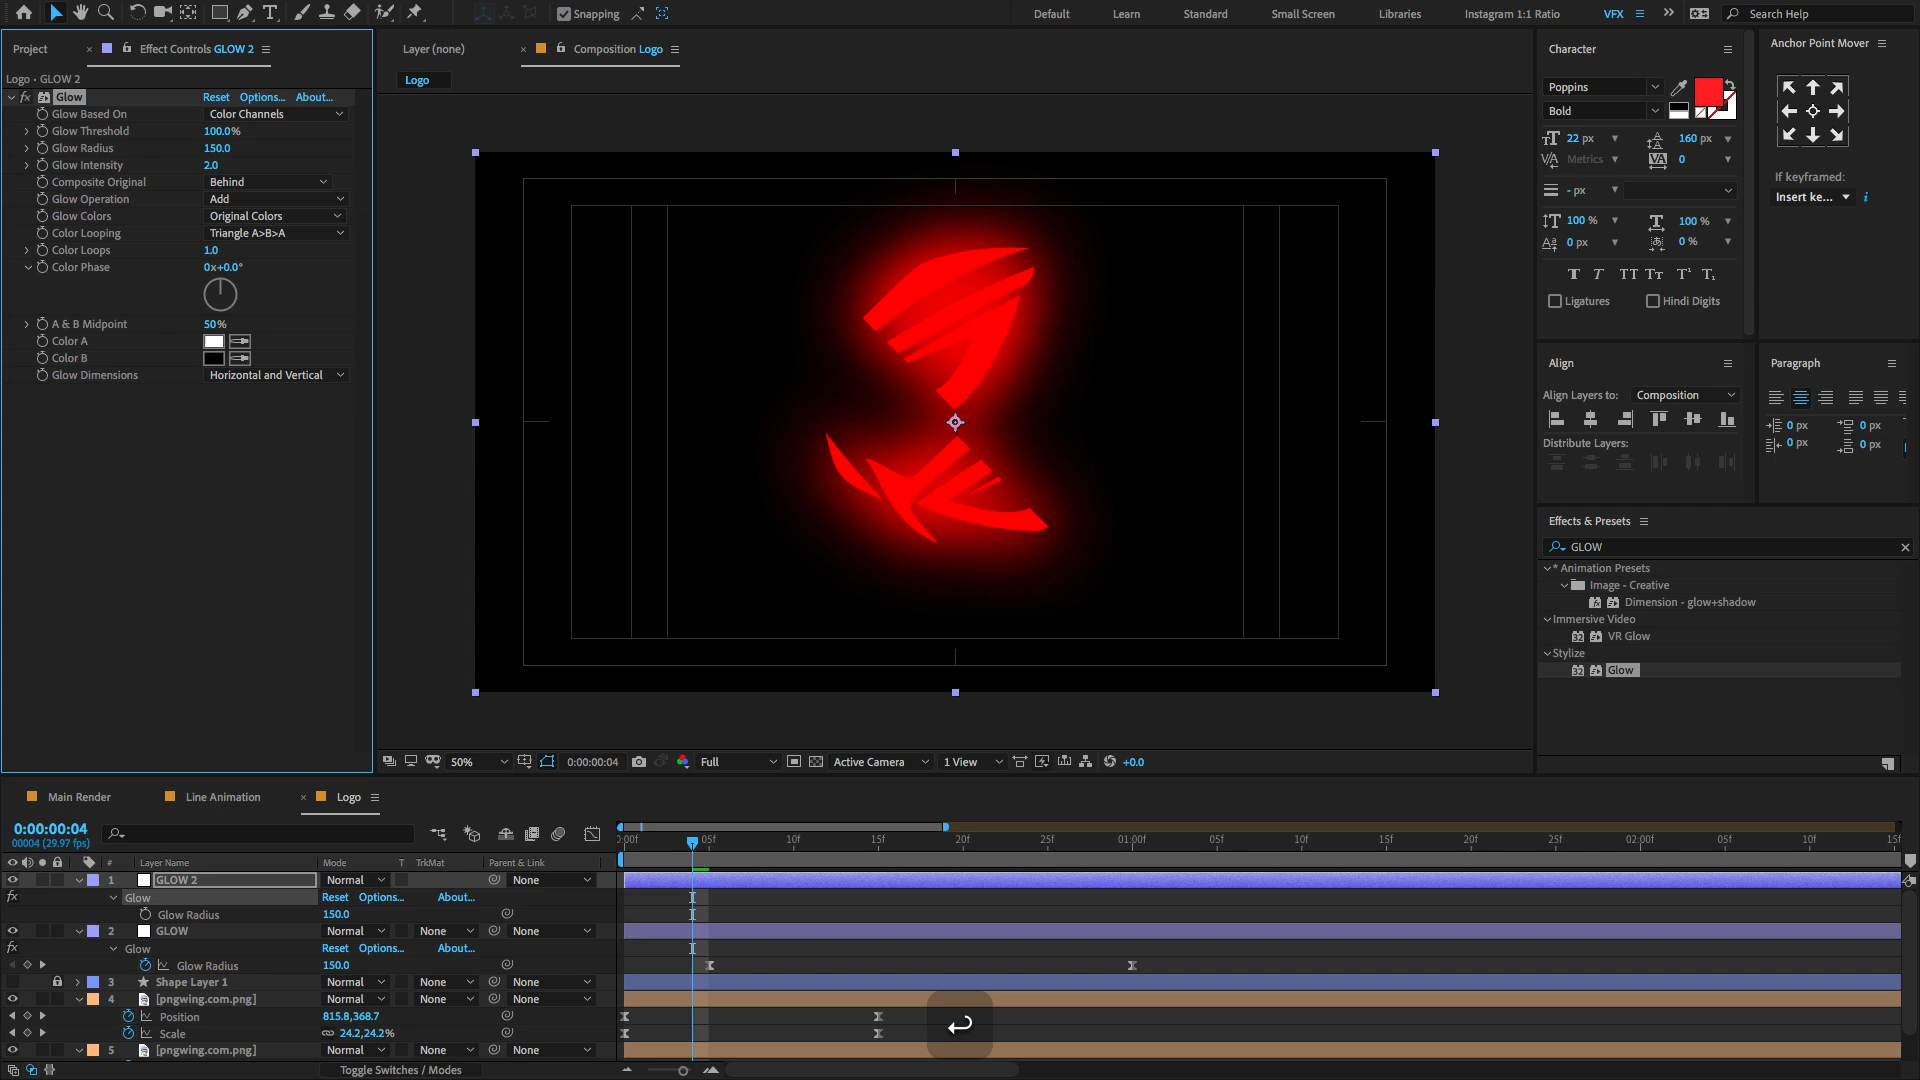 Snapping
Default
Learn
Standard
Small Screen
Libraries
Instagram 1:1 Ratio
VFX
Search Help
Project
Effect Controls GLOW 2
Layer (none)
Composition Logo
Character
Anchor Point Mover
Logo • GLOW 2
Logo
Glow
Reset
Options...
About...
Glow Based On
Color Channels
Glow Threshold
100.0%
Glow Radius
150.0
Glow Intensity
2.0
Composite Original
Behind
Glow Operation
Add
Glow Colors
Original Colors
Color Looping
Triangle A>B>A
Color Loops
1.0
Color Phase
0x+0.0°
A & B Midpoint
50%
Color A
Color B
Glow Dimensions
Horizontal and Vertical
Poppins
Bold
22 px
160 px
Metrics
0
- px
100 %
100 %
0 px
0 %
Ligatures
Hindi Digits
If keyframed:
Insert ke...
Align
Align Layers to:
Composition
Distribute Layers:
Paragraph
0 px
0 px
0 px
0 px
Effects & Presets
GLOW
* Animation Presets
Image - Creative
Dimension - glow+shadow
Immersive Video
VR Glow
Stylize
Glow
50%
0:00:00:04
Full
Active Camera
1 View
+0.0
Main Render
Line Animation
Logo
0:00:00:04
00004 (29.97 fps)
0:00f
05f
10f
15f
20f
25f
01:00f
05f
10f
15f
20f
25f
02:00f
05f
10f
15f
#
Layer Name
Mode
T
TrkMat
Parent & Link
1
GLOW 2
Normal
None
Glow
Reset
Options...
About...
Glow Radius
150.0
2
GLOW
Normal
None
None
Glow
Reset
Options...
About...
Glow Radius
150.0
3
Shape Layer 1
Normal
None
None
4
[pngwing.com.png]
Normal
None
None
Position
815.8,368.7
Scale
24.2,24.2%
5
[pngwing.com.png]
Normal
None
None
Toggle Switches / Modes